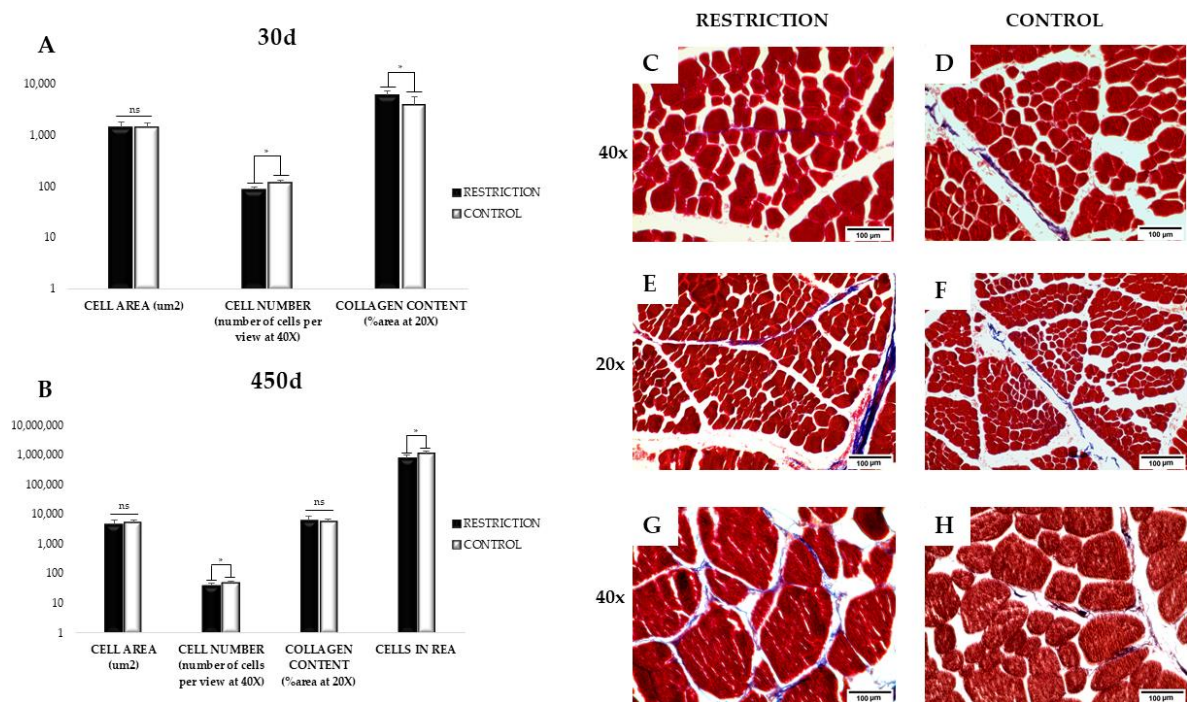 RESTRICTION
CONTROL
A
30d
10,000
1,000
100
10
1
ns
*
*
CELL AREA (um2)
CELL NUMBER
(number of cells per
view at 40X)
COLLAGEN CONTENT
(%area at 20X)
RESTRICTION
CONTROL
B
450d
10,000,000
1,000,000
100,000
10,000
1,000
100
10
1
ns
*
ns
*
CELL AREA
(um2)
CELL NUMBER
(number of cells
per view at 40X)
COLLAGEN
CONTENT
(%area at 20X)
CELLS IN REA
RESTRICTION
CONTROL
40x
C
100 µm
D
100 µm
20x
E
100 µm
F
100 µm
40x
G
100 µm
H
100 µm